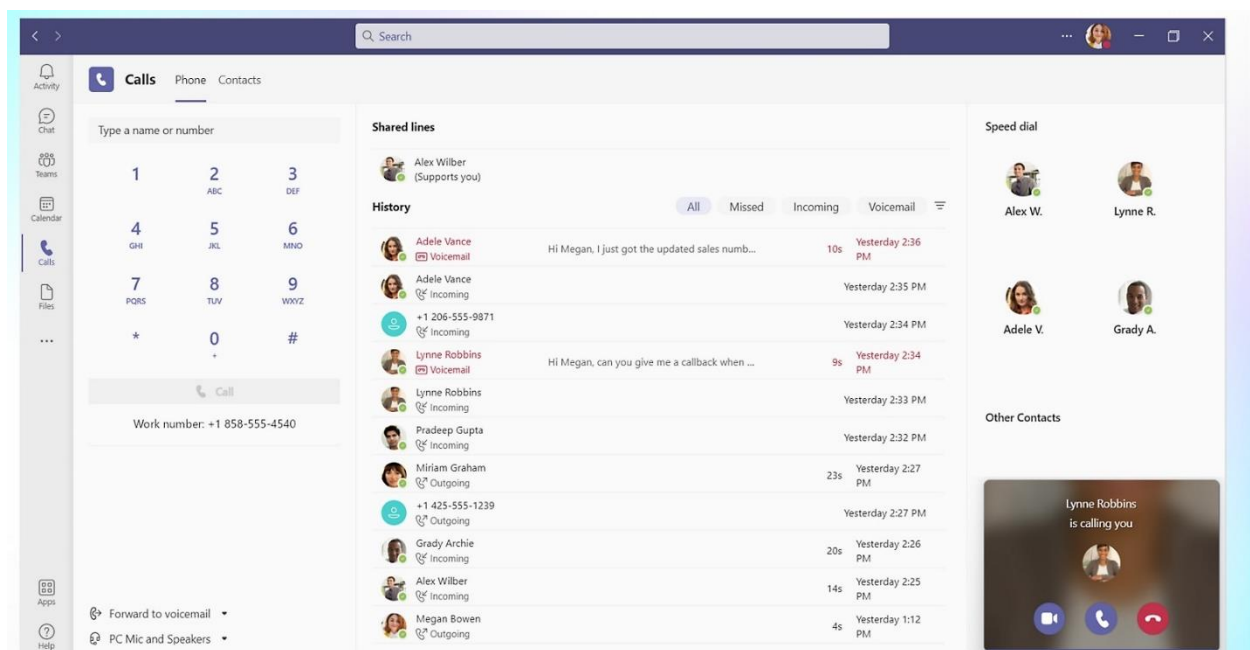 Search
...
Activity
Chat
Teams
Calendar
Calls
Files
...
Apps
Help
Calls Phone Contacts
Type a name or number
1 2 3
ABC DEF
4 5 6
GHI JKL MNO
7 8 9
PQRS TUV WXYZ
* 0 #
+
Call
Work number: +1 858-555-4540
Forward to voicemail
PC Mic and Speakers
Shared lines
Alex Wilber
(Supports you)
History All Missed Incoming Voicemail
Adele Vance
Voicemail
Hi Megan, I just got the updated sales numb...
10s
Yesterday 2:36
PM
Adele Vance
Incoming
Yesterday 2:35 PM
+1 206-555-9871
Incoming
Yesterday 2:34 PM
Lynne Robbins
Voicemail
Hi Megan, can you give me a callback when ...
9s
Yesterday 2:34
PM
Lynne Robbins
Incoming
Yesterday 2:33 PM
Pradeep Gupta
Incoming
Yesterday 2:32 PM
Miriam Graham
Outgoing
23s
Yesterday 2:27
PM
+1 425-555-1239
Outgoing
Yesterday 2:27 PM
Grady Archie
Incoming
20s
Yesterday 2:26
PM
Alex Wilber
Incoming
14s
Yesterday 2:25
PM
Megan Bowen
Outgoing
4s
Yesterday 1:12
PM
Speed dial
Alex W. Lynne R.
Adele V. Grady A.
Other Contacts
Lynne Robbins
is calling you